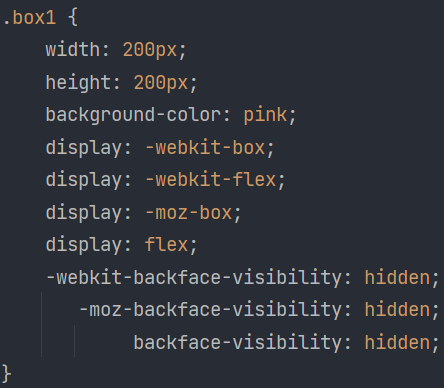 .box1 {
    width: 200px;
    height: 200px;
    background-color: pink;
    display: -webkit-box;
    display: -webkit-flex;
    display: -moz-box;
    display: flex;
    -webkit-backface-visibility: hidden;
       -moz-backface-visibility: hidden;
            backface-visibility: hidden;
}